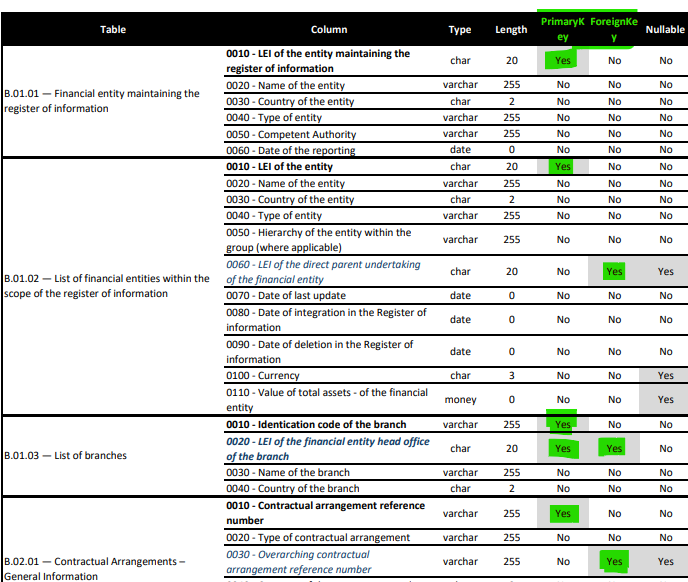 Table Column Type Length PrimaryK ey ForeignKe y Nullable
B.01.01 — Financial entity maintaining the
register of information
0010 - LEI of the entity maintaining the
register of information char 20 Yes No No
0020 - Name of the entity varchar 255 No No No
0030 - Country of the entity char 2 No No No
0040 - Type of entity varchar 255 No No No
0050 - Competent Authority varchar 255 No No No
0060 - Date of the reporting date 0 No No No
B.01.02 — List of financial entities within the
scope of the register of information
0010 - LEI of the entity char 20 Yes No No
0020 - Name of the entity varchar 255 No No No
0030 - Country of the entity char 2 No No No
0040 - Type of entity varchar 255 No No No
0050 - Hierarchy of the entity within the
group (where applicable) varchar 255 No No No
0060 - LEI of the direct parent undertaking
of the financial entity char 20 No Yes Yes
0070 - Date of last update date 0 No No No
0080 - Date of integration in the Register of
information date 0 No No No
0090 - Date of deletion in the Register of
information date 0 No No No
0100 - Currency char 3 No No Yes
0110 - Value of total assets - of the financial
entity money 0 No No Yes
B.01.03 — List of branches
0010 - Identication code of the branch varchar 255 Yes No No
0020 - LEI of the financial entity head office
of the branch char 20 Yes Yes No
0030 - Name of the branch varchar 255 No No No
0040 - Country of the branch char 2 No No No
B.02.01 — Contractual Arrangements –
General Information
0010 - Contractual arrangement reference
number varchar 255 Yes No No
0020 - Type of contractual arrangement varchar 255 No No No
0030 - Overarching contractual
arrangement reference number varchar 255 No Yes Yes